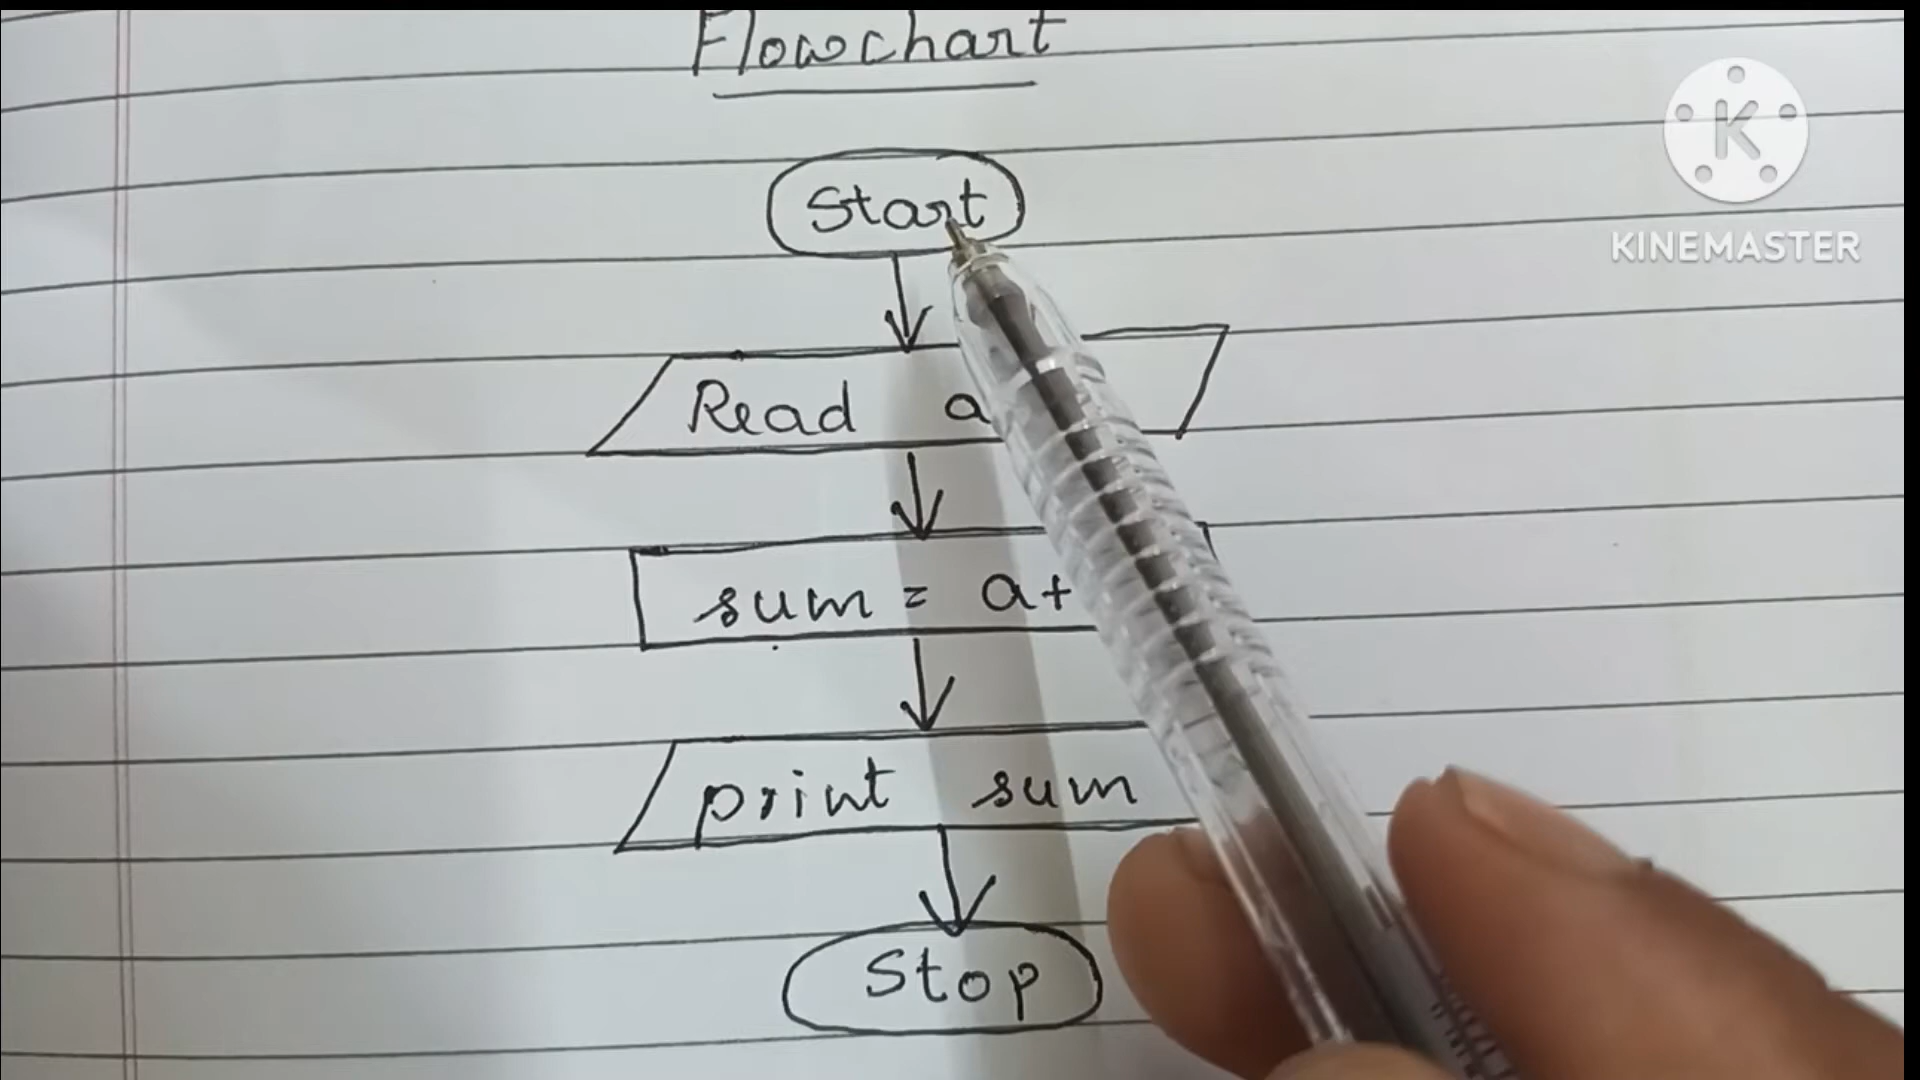 Flowchart
Start
Read a
sum = a+
print sum
Stop
K
KINEMASTER